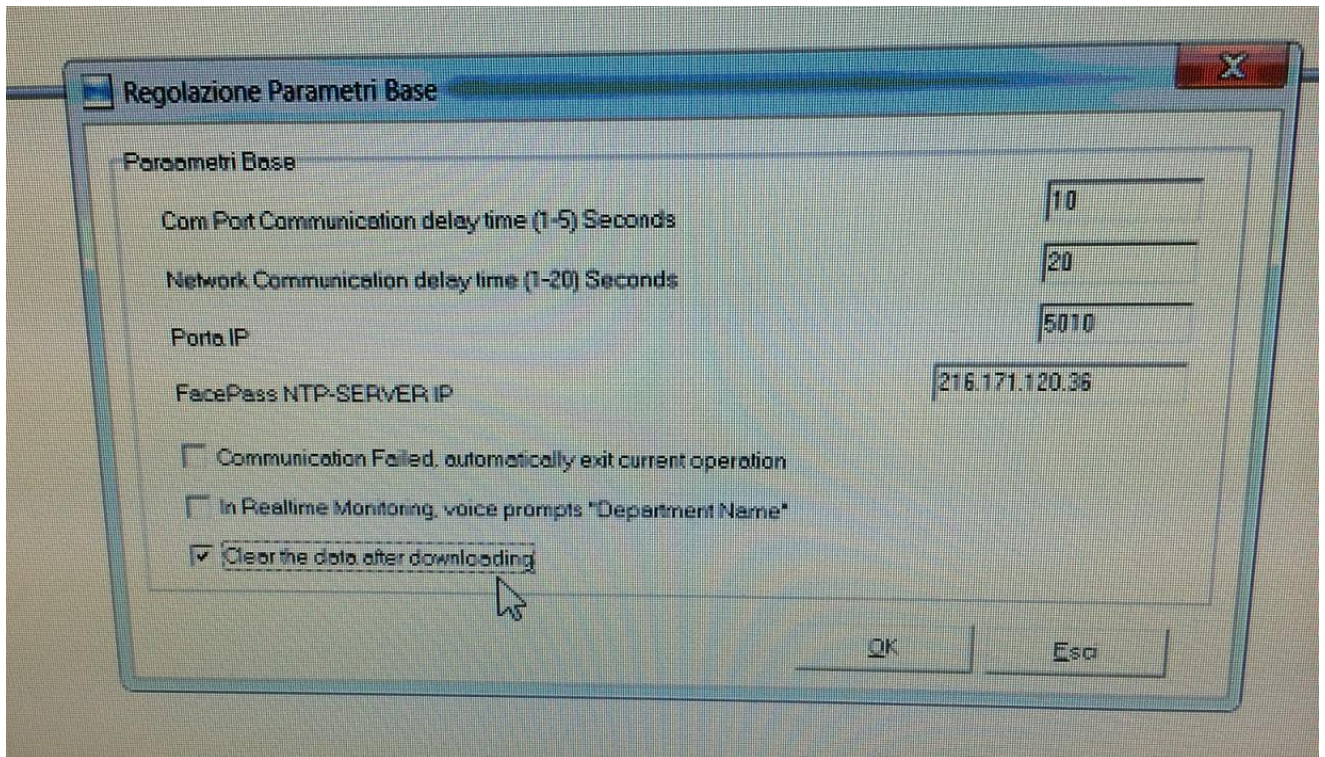 Regolazione Parametri Base
Parametri Base
Com Port Communication delay time (1-5) Seconds
10
Network Communication delay time (1-20) Seconds
20
Porta IP
5010
FacePass NTP-SERVER IP
216.171.120.36
Communication Failed, automatically exit current operation
In Realtime Monitoring, voice prompts "Department Name"
Clear the data after downloading
OK
Esci